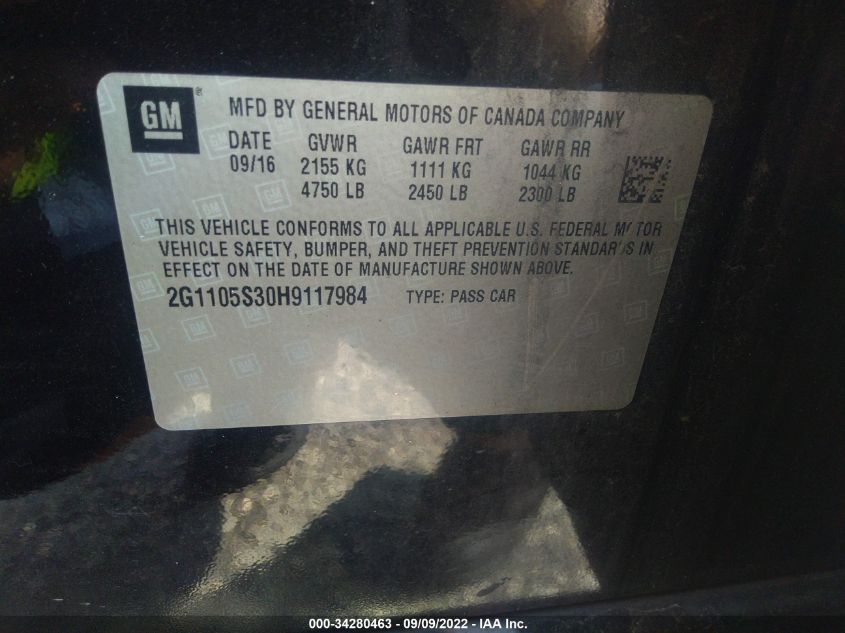 GM ®
MFD BY GENERAL MOTORS OF CANADA COMPANY
DATE GVWR GAWR FRT GAWR RR
09/16 2155 KG 1111 KG 1044 KG
4750 LB 2450 LB 2300 LB
THIS VEHICLE CONFORMS TO ALL APPLICABLE U.S. FEDERAL MOTOR
VEHICLE SAFETY, BUMPER, AND THEFT PREVENTION STANDARDS IN
EFFECT ON THE DATE OF MANUFACTURE SHOWN ABOVE.
2G1105S30H9117984 TYPE: PASS CAR
000-34280463 - 09/09/2022 - IAA Inc.